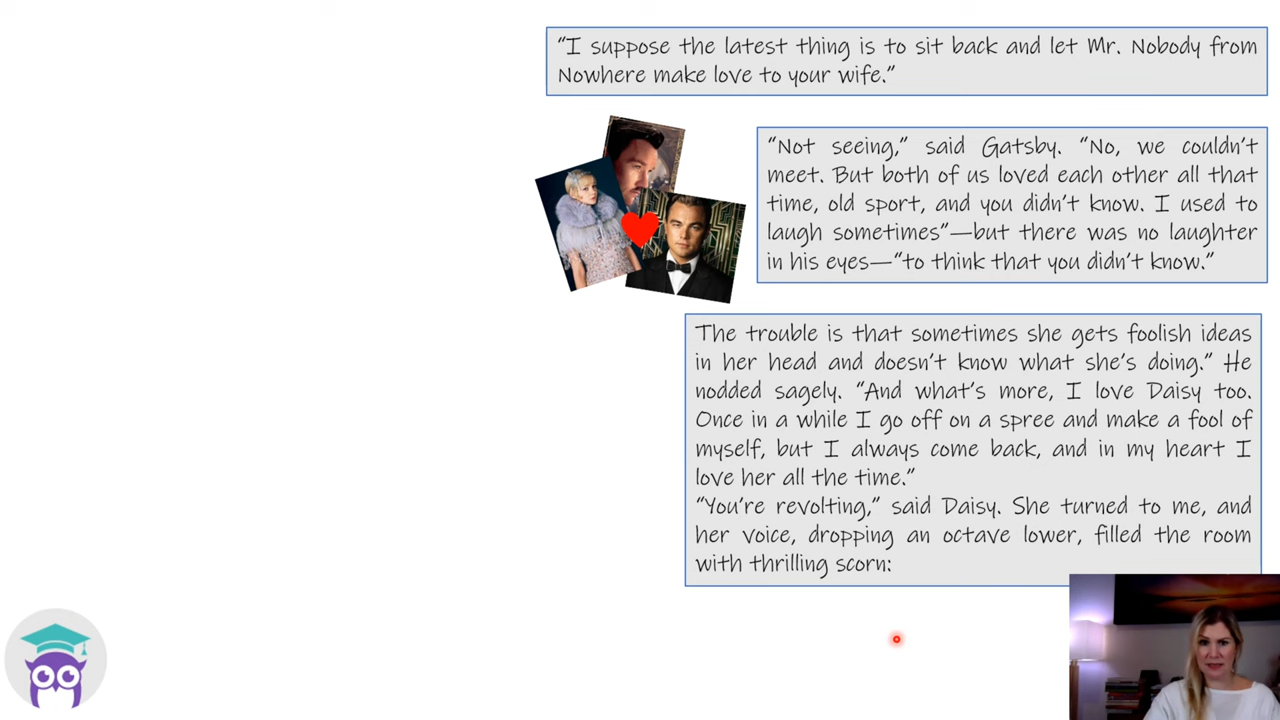 “I suppose the latest thing is to sit back and let Mr. Nobody from
Nowhere make love to your wife.”
“Not seeing,” said Gatsby. “No, we couldn’t
meet. But both of us loved each other all that
time, old sport, and you didn’t know. I used to
laugh sometimes”—but there was no laughter
in his eyes—“to think that you didn’t know.”
The trouble is that sometimes she gets foolish ideas
in her head and doesn’t know what she’s doing.” He
nodded sagely. “And what’s more, I love Daisy too.
Once in a while I go off on a spree and make a fool of
myself, but I always come back, and in my heart I
love her all the time.”
“You’re revolting,” said Daisy. She turned to me, and
her voice, dropping an octave lower, filled the room
with thrilling scorn: